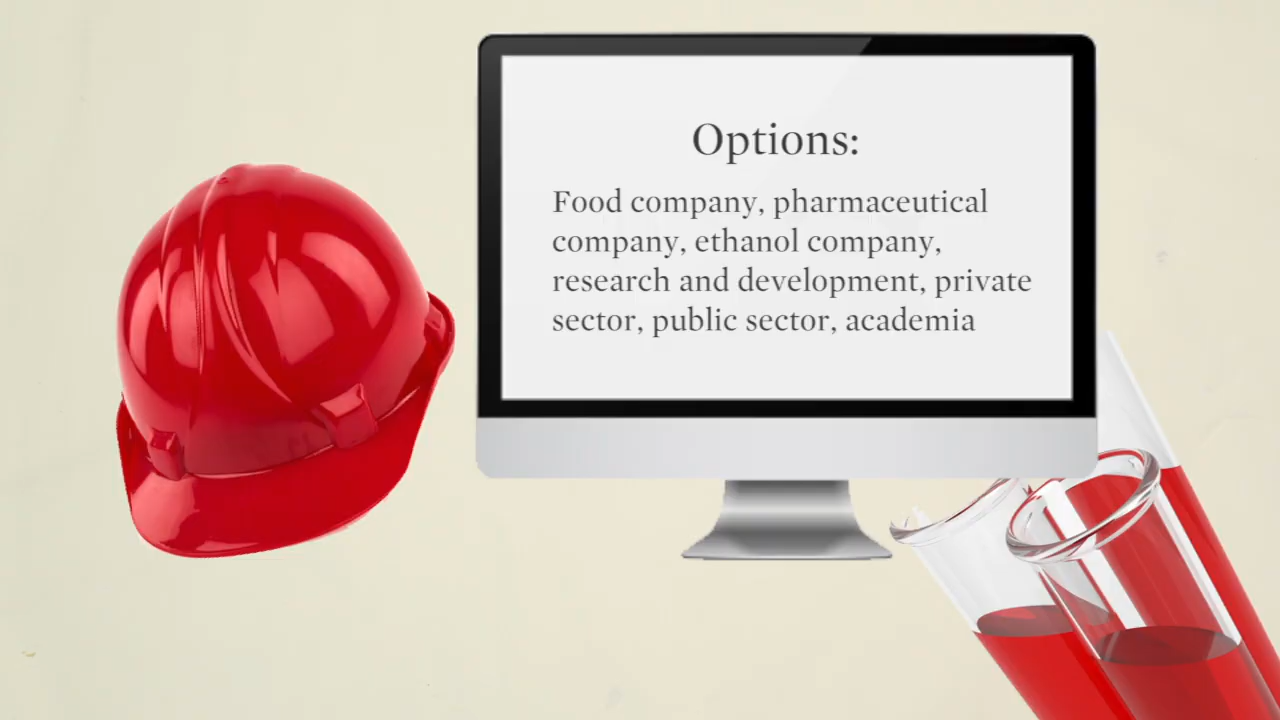 Options:
Food company, pharmaceutical
company, ethanol company,
research and development, private
sector, public sector, academia